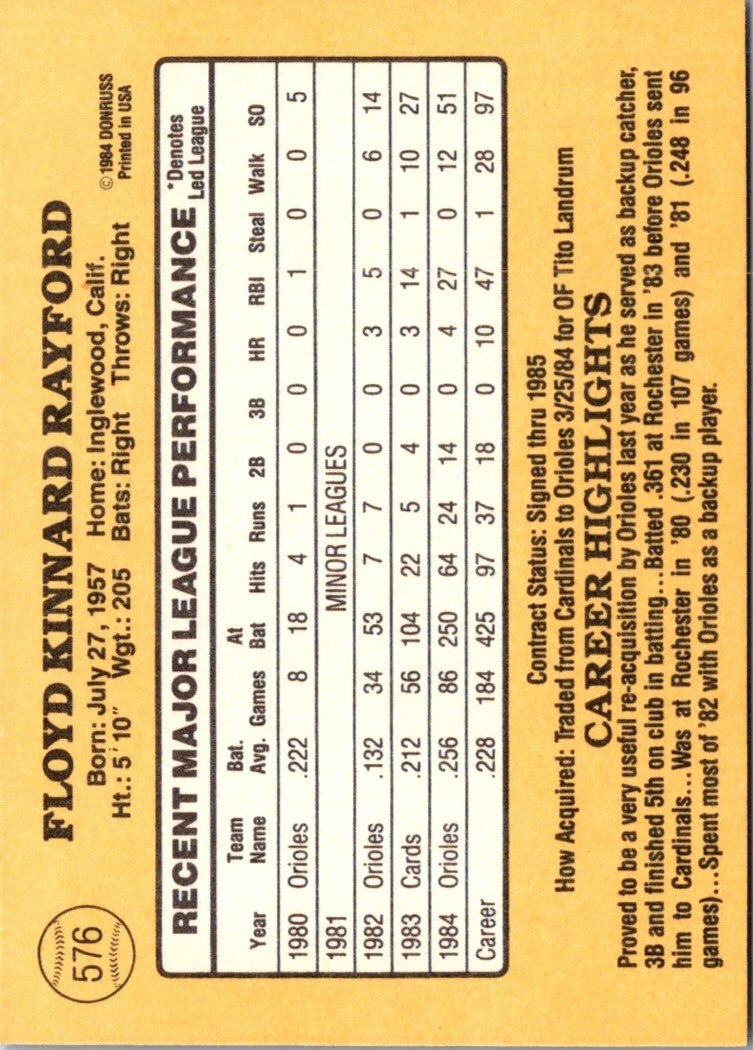 576
FLOYD KINNARD RAYFORD
Born: July 27, 1957 Home: Inglewood, Calif.
Ht.: 5'10" Wgt.: 205 Bats: Right Throws: Right
© 1984 DONRUSS
Printed in USA
RECENT MAJOR LEAGUE PERFORMANCE *Denotes Led League
Year Team Name Bat. Avg. Games At Bat Hits Runs 2B 3B HR RBI Steal Walk SO
1980 Orioles .222 8 18 4 1 0 0 0 1 0 0 5
1981 MINOR LEAGUES
1982 Orioles .132 34 53 7 7 0 0 3 5 0 6 14
1983 Cards .212 56 104 22 5 4 0 3 14 1 10 27
1984 Orioles .256 86 250 64 24 14 0 4 27 0 12 51
Career .228 184 425 97 37 18 0 10 47 1 28 97
Contract Status: Signed thru 1985
How Acquired: Traded from Cardinals to Orioles 3/25/84 for OF Tito Landrum
CAREER HIGHLIGHTS
Proved to be a very useful re-acquisition by Orioles last year as he served as backup catcher,
3B and finished 5th on club in batting...Batted .361 at Rochester in '83 before Orioles sent
him to Cardinals...Was at Rochester in '80 (.230 in 107 games) and '81 (.248 in 96
games)...Spent most of '82 with Orioles as a backup player.